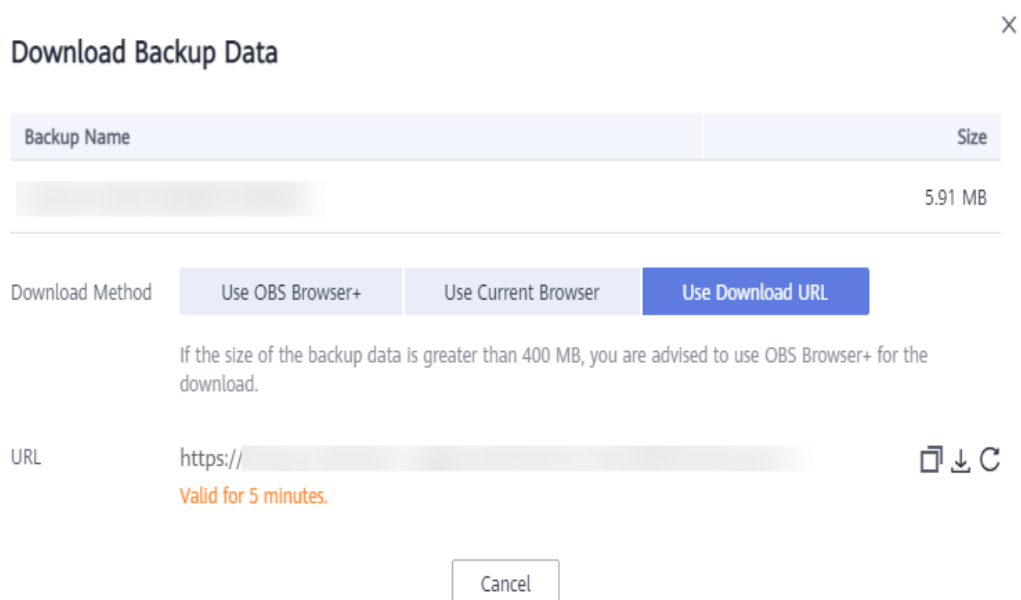 Download Backup Data
Backup Name
Size
5.91 MB
Download Method
Use OBS Browser+
Use Current Browser
Use Download URL
If the size of the backup data is greater than 400 MB, you are advised to use OBS Browser+ for the
download.
URL
https://
Valid for 5 minutes.
Cancel